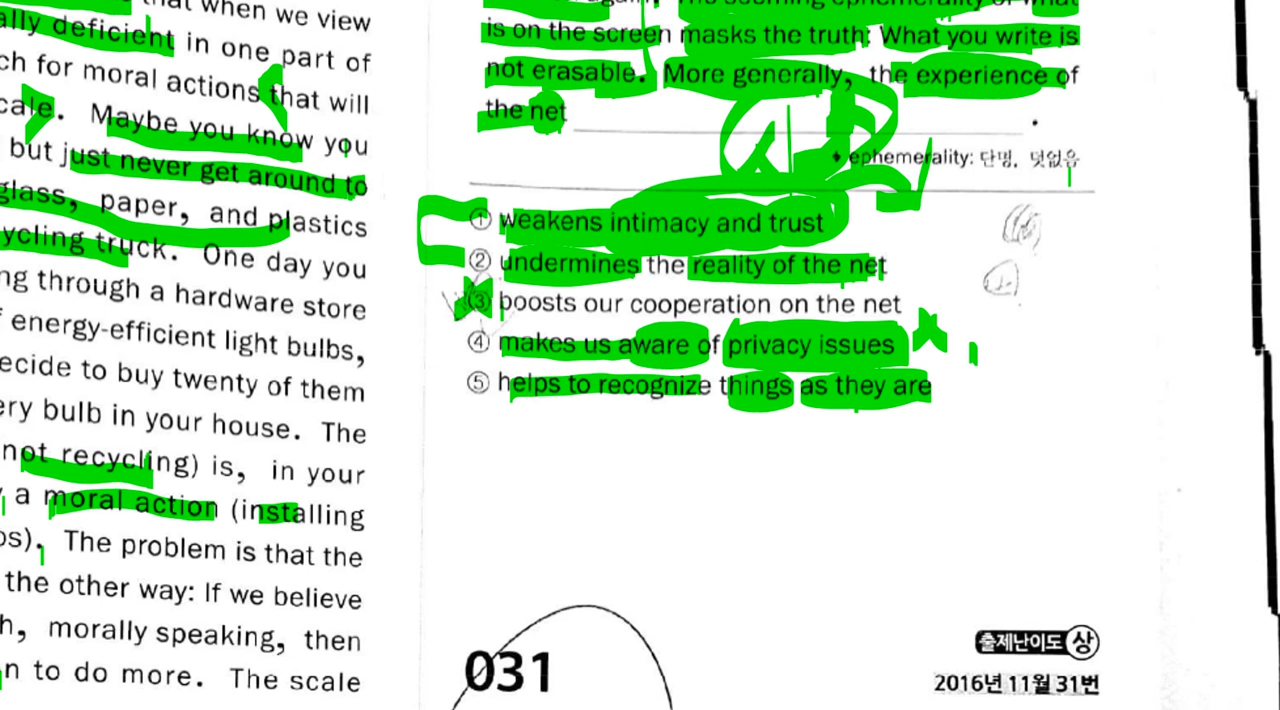 when we view
ally deficient in one part of
ch for moral actions that will
cale. Maybe you know you
but just never get around to
glass, paper, and plastics
ycling truck. One day you
ng through a hardware store
energy-efficient light bulbs,
ecide to buy twenty of them
ery bulb in your house. The
not recycling) is, in your
a moral action (installing
os). The problem is that the
the other way: If we believe
h, morally speaking, then
n to do more. The scale
is on the screen masks the truth: What you write is
not erasable. More generally, the experience of
the net
ephemerality: 단명, 덧없음
① weakens intimacy and trust
② undermines the reality of the net
③ boosts our cooperation on the net
④ makes us aware of privacy issues
⑤ helps to recognize things as they are
031
출제난이도 상
2016년 11월 31번